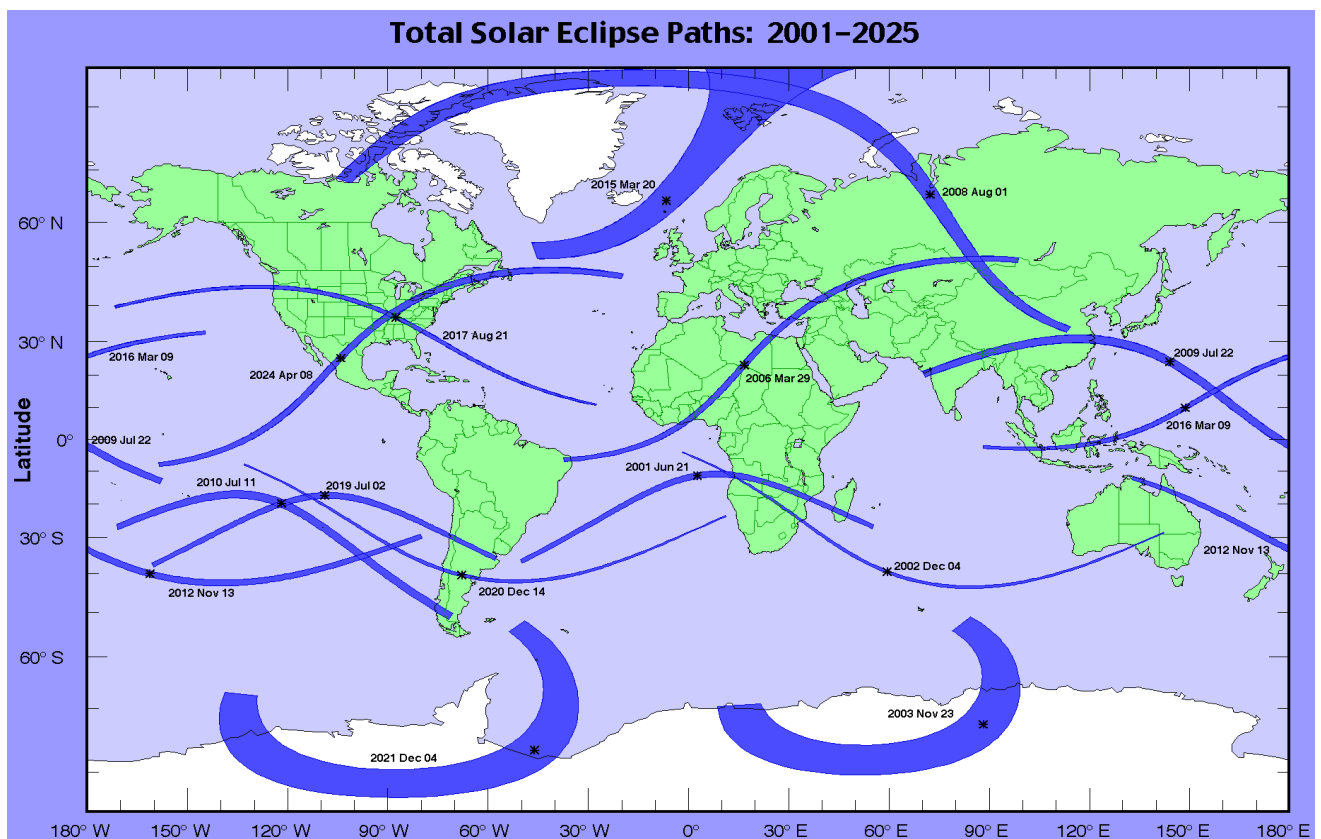 Total Solar Eclipse Paths: 2001–2025
2015 Mar 20
2008 Aug 01
60° N
2017 Aug 21
30° N
2016 Mar 09
2009 Jul 22
2024 Apr 08
2006 Mar 29
2016 Mar 09
Latitude
0°
2009 Jul 22
2001 Jun 21
2010 Jul 11
2019 Jul 02
30° S
2012 Nov 13
2002 Dec 04
2012 Nov 13
2020 Dec 14
60° S
2003 Nov 23
2021 Dec 04
180° W 150° W 120° W 90° W 60° W 30° W 0° 30° E 60° E 90° E 120° E 150° E 180° E